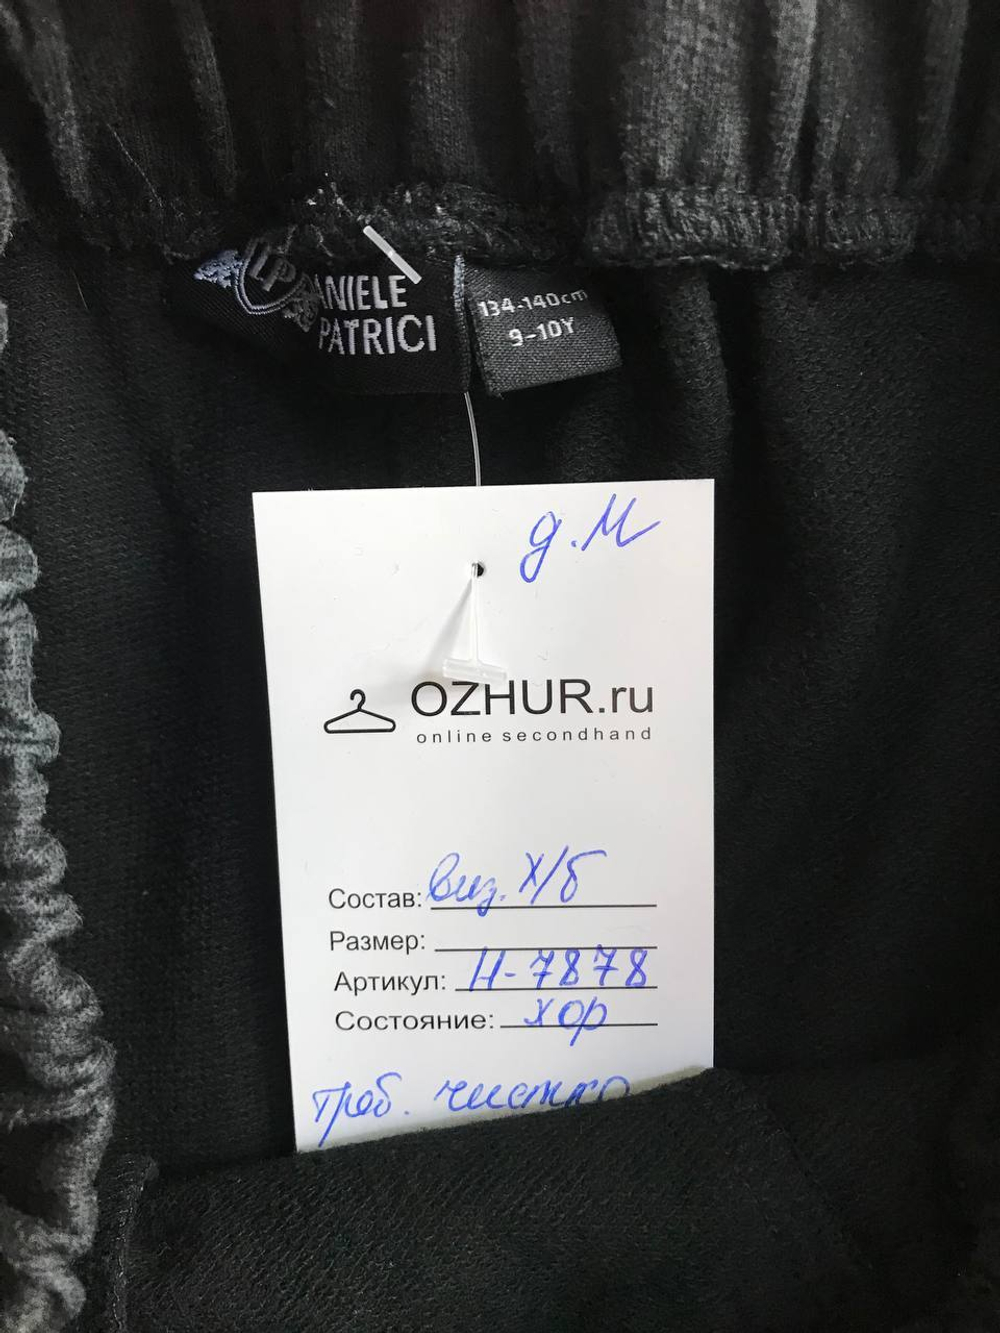 LP
ANIELE
PATRICI
134-140cm
9-10Y
д.М
OZHUR.ru
online secondhand
Состав: виз. х/б
Размер:
Артикул: Н-7878
Состояние: хор
треб. чистка